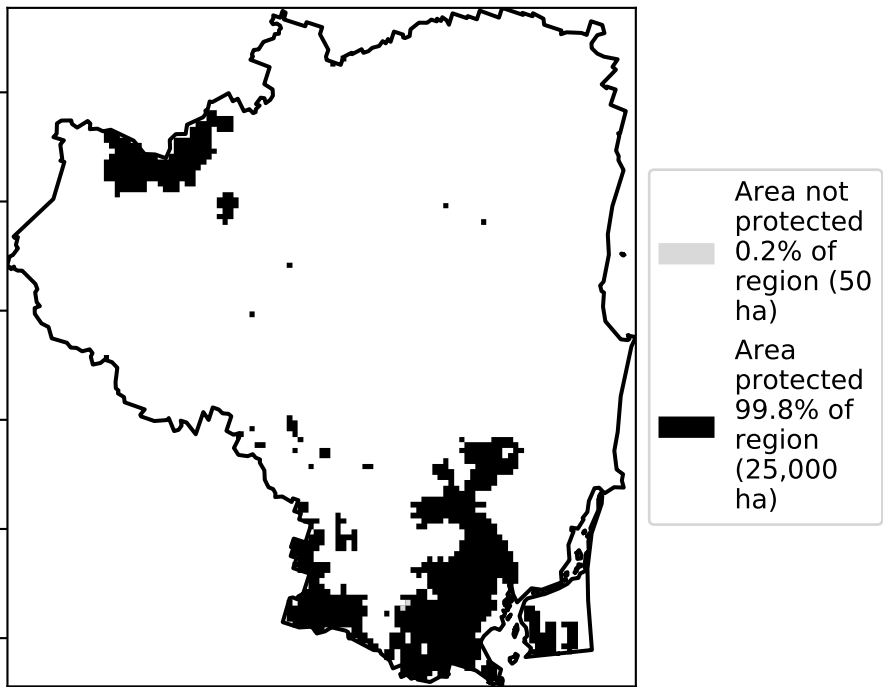 Area not
protected
0.2% of
region (50
ha)
Area
protected
99.8% of
region
(25,000
ha)